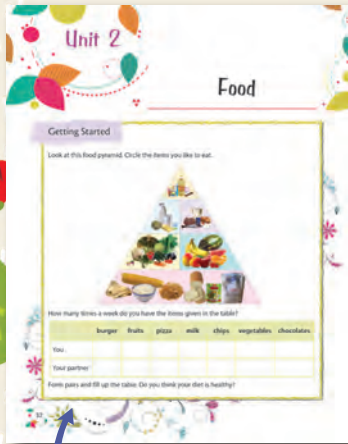 Unit 2
Food
Getting Started
Look at this food pyramid. Circle the items you like to eat.
How many times a week do you have the items given in the table?
burger fruits pizza milk chips vegetables chocolates
You
Your partner
Form pairs and fill up the table. Do you think your diet is healthy?